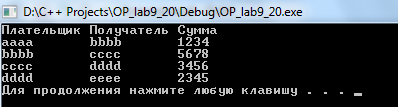 D:\C++ Projects\OP_lab9_20\Debug\OP_lab9_20.exe
Плательщик Получатель Сумма
aaaa bbbb 1234
bbbb cccc 5678
cccc dddd 3456
dddd eeee 2345
Для продолжения нажмите любую клавишу . . . _